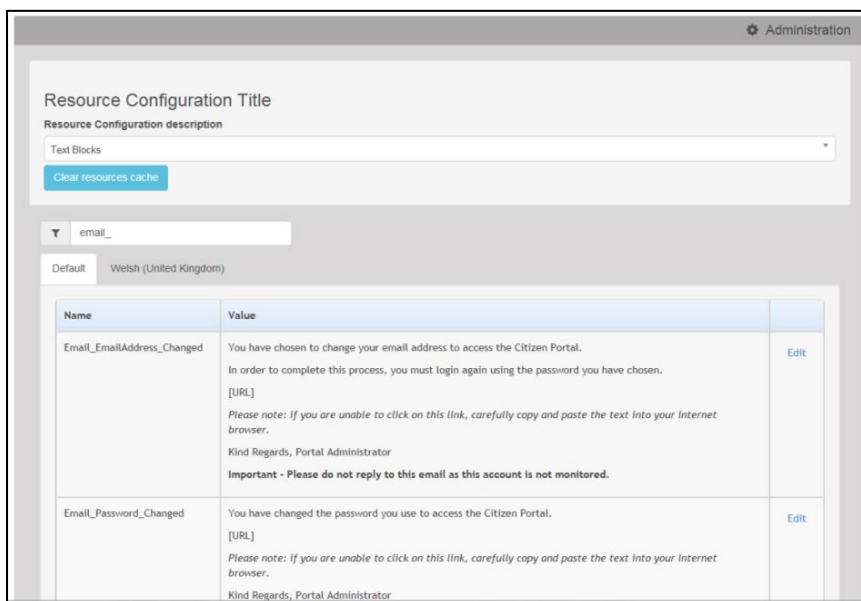 Administration
Resource Configuration Title
Resource Configuration description
Text Blocks
Clear resources cache
email_
Default Welsh (United Kingdom)
Name Value
Email_EmailAddress_Changed You have chosen to change your email address to access the Citizen Portal. Edit
In order to complete this process, you must login again using the password you have chosen.
[URL]
Please note: if you are unable to click on this link, carefully copy and paste the text into your Internet
browser.
Kind Regards, Portal Administrator
Important - Please do not reply to this email as this account is not monitored.
Email_Password_Changed You have changed the password you use to access the Citizen Portal. Edit
[URL]
Please note: if you are unable to click on this link, carefully copy and paste the text into your Internet
browser.
Kind Regards, Portal Administrator